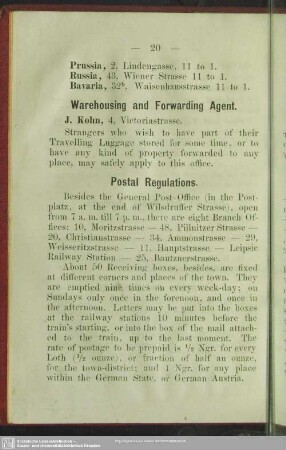 — 20 —
Prussia, 2, Lindengasse, 11 to 1.
Russia, 43, Wiener Strasse 11 to 1.
Bavaria, 32b, Waisenhausstrasse 11 to 1.
Warehousing and Forwarding Agent.
J. Kohn, 4, Victoriastrasse.
Strangers who wish to have part of their
Travelling Luggage stored for some time, or to
have any kind of property forwarded to any
place, may safely apply to this office.
Postal Regulations.
Besides the General Post-Office (in the Post-
platz, at the end of Wilsdruffer Strasse), open
from 7 a. m. till 7 p. m., there are eight Branch Of-
fices: 10, Moritzstrasse — 48, Pillnitzer Strasse —
20, Christianstrasse — 34, Ammonstrasse — 29,
Weisseritzstrasse — 11, Hauptstrasse — Leipsic
Railway Station — 25, Bautznerstrasse.
About 50 Receiving boxes, besides, are fixed
at different corners and places of the town. They
are emptied nine times on every week-day; on
Sundays only once in the forenoon, and once in
the afternoon. Letters may be put into the boxes
at the railway stations 10 minutes before the
train's starting, or into the box of the mail attach-
ed to the train, up to the last moment. The
rate of postage to be prepaid is ½ Ngr. for every
Loth (½ ounze), or fraction of half an ounze,
for the town-district; and 1 Ngr. for any place
within the German State, or German Austria.